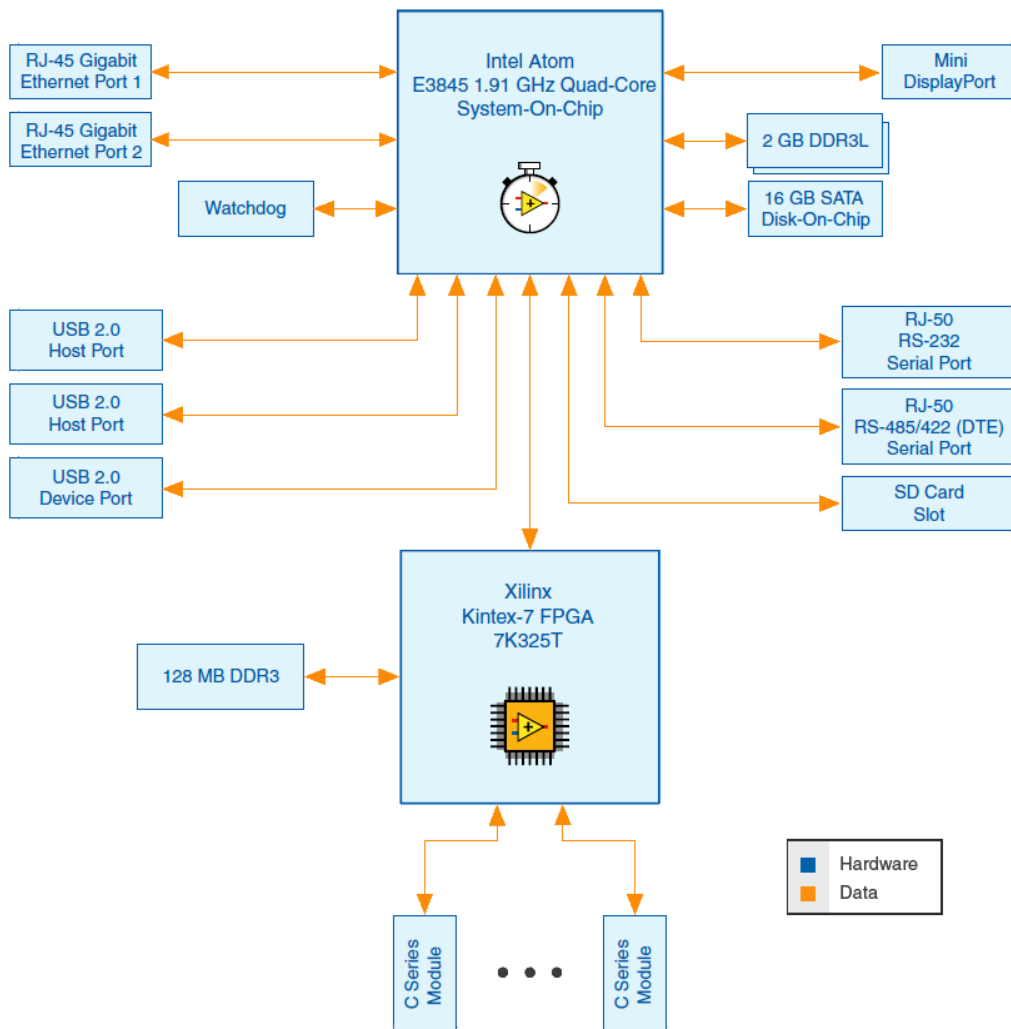 RJ-45 Gigabit
Ethernet Port 1
RJ-45 Gigabit
Ethernet Port 2
Watchdog
Intel Atom
E3845 1.91 GHz Quad-Core
System-On-Chip
Mini
DisplayPort
2 GB DDR3L
16 GB SATA
Disk-On-Chip
USB 2.0
Host Port
USB 2.0
Host Port
USB 2.0
Device Port
RJ-50
RS-232
Serial Port
RJ-50
RS-485/422 (DTE)
Serial Port
SD Card
Slot
Xilinx
Kintex-7 FPGA
7K325T
128 MB DDR3
C Series
Module
C Series
Module
Hardware
Data